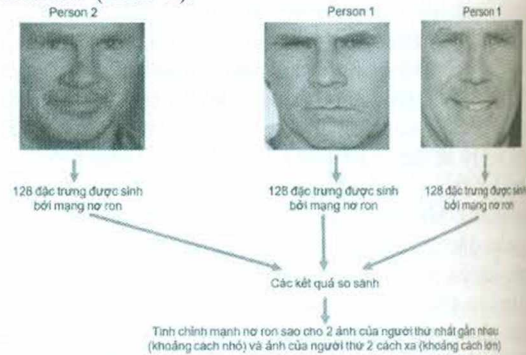 Person 2
Person 1
Person 1
128 đặc trưng được sinh
bởi mạng nơ ron
128 đặc trưng được sinh
bởi mạng nơ ron
128 đặc trưng được sinh
bởi mạng nơ ron
Các kết quả so sánh
Tinh chỉnh mạnh nơ ron sao cho 2 ảnh của người thứ nhất gần nhau
(khoảng cách nhỏ) và ảnh của người thứ 2 cách xa (khoảng cách lớn)